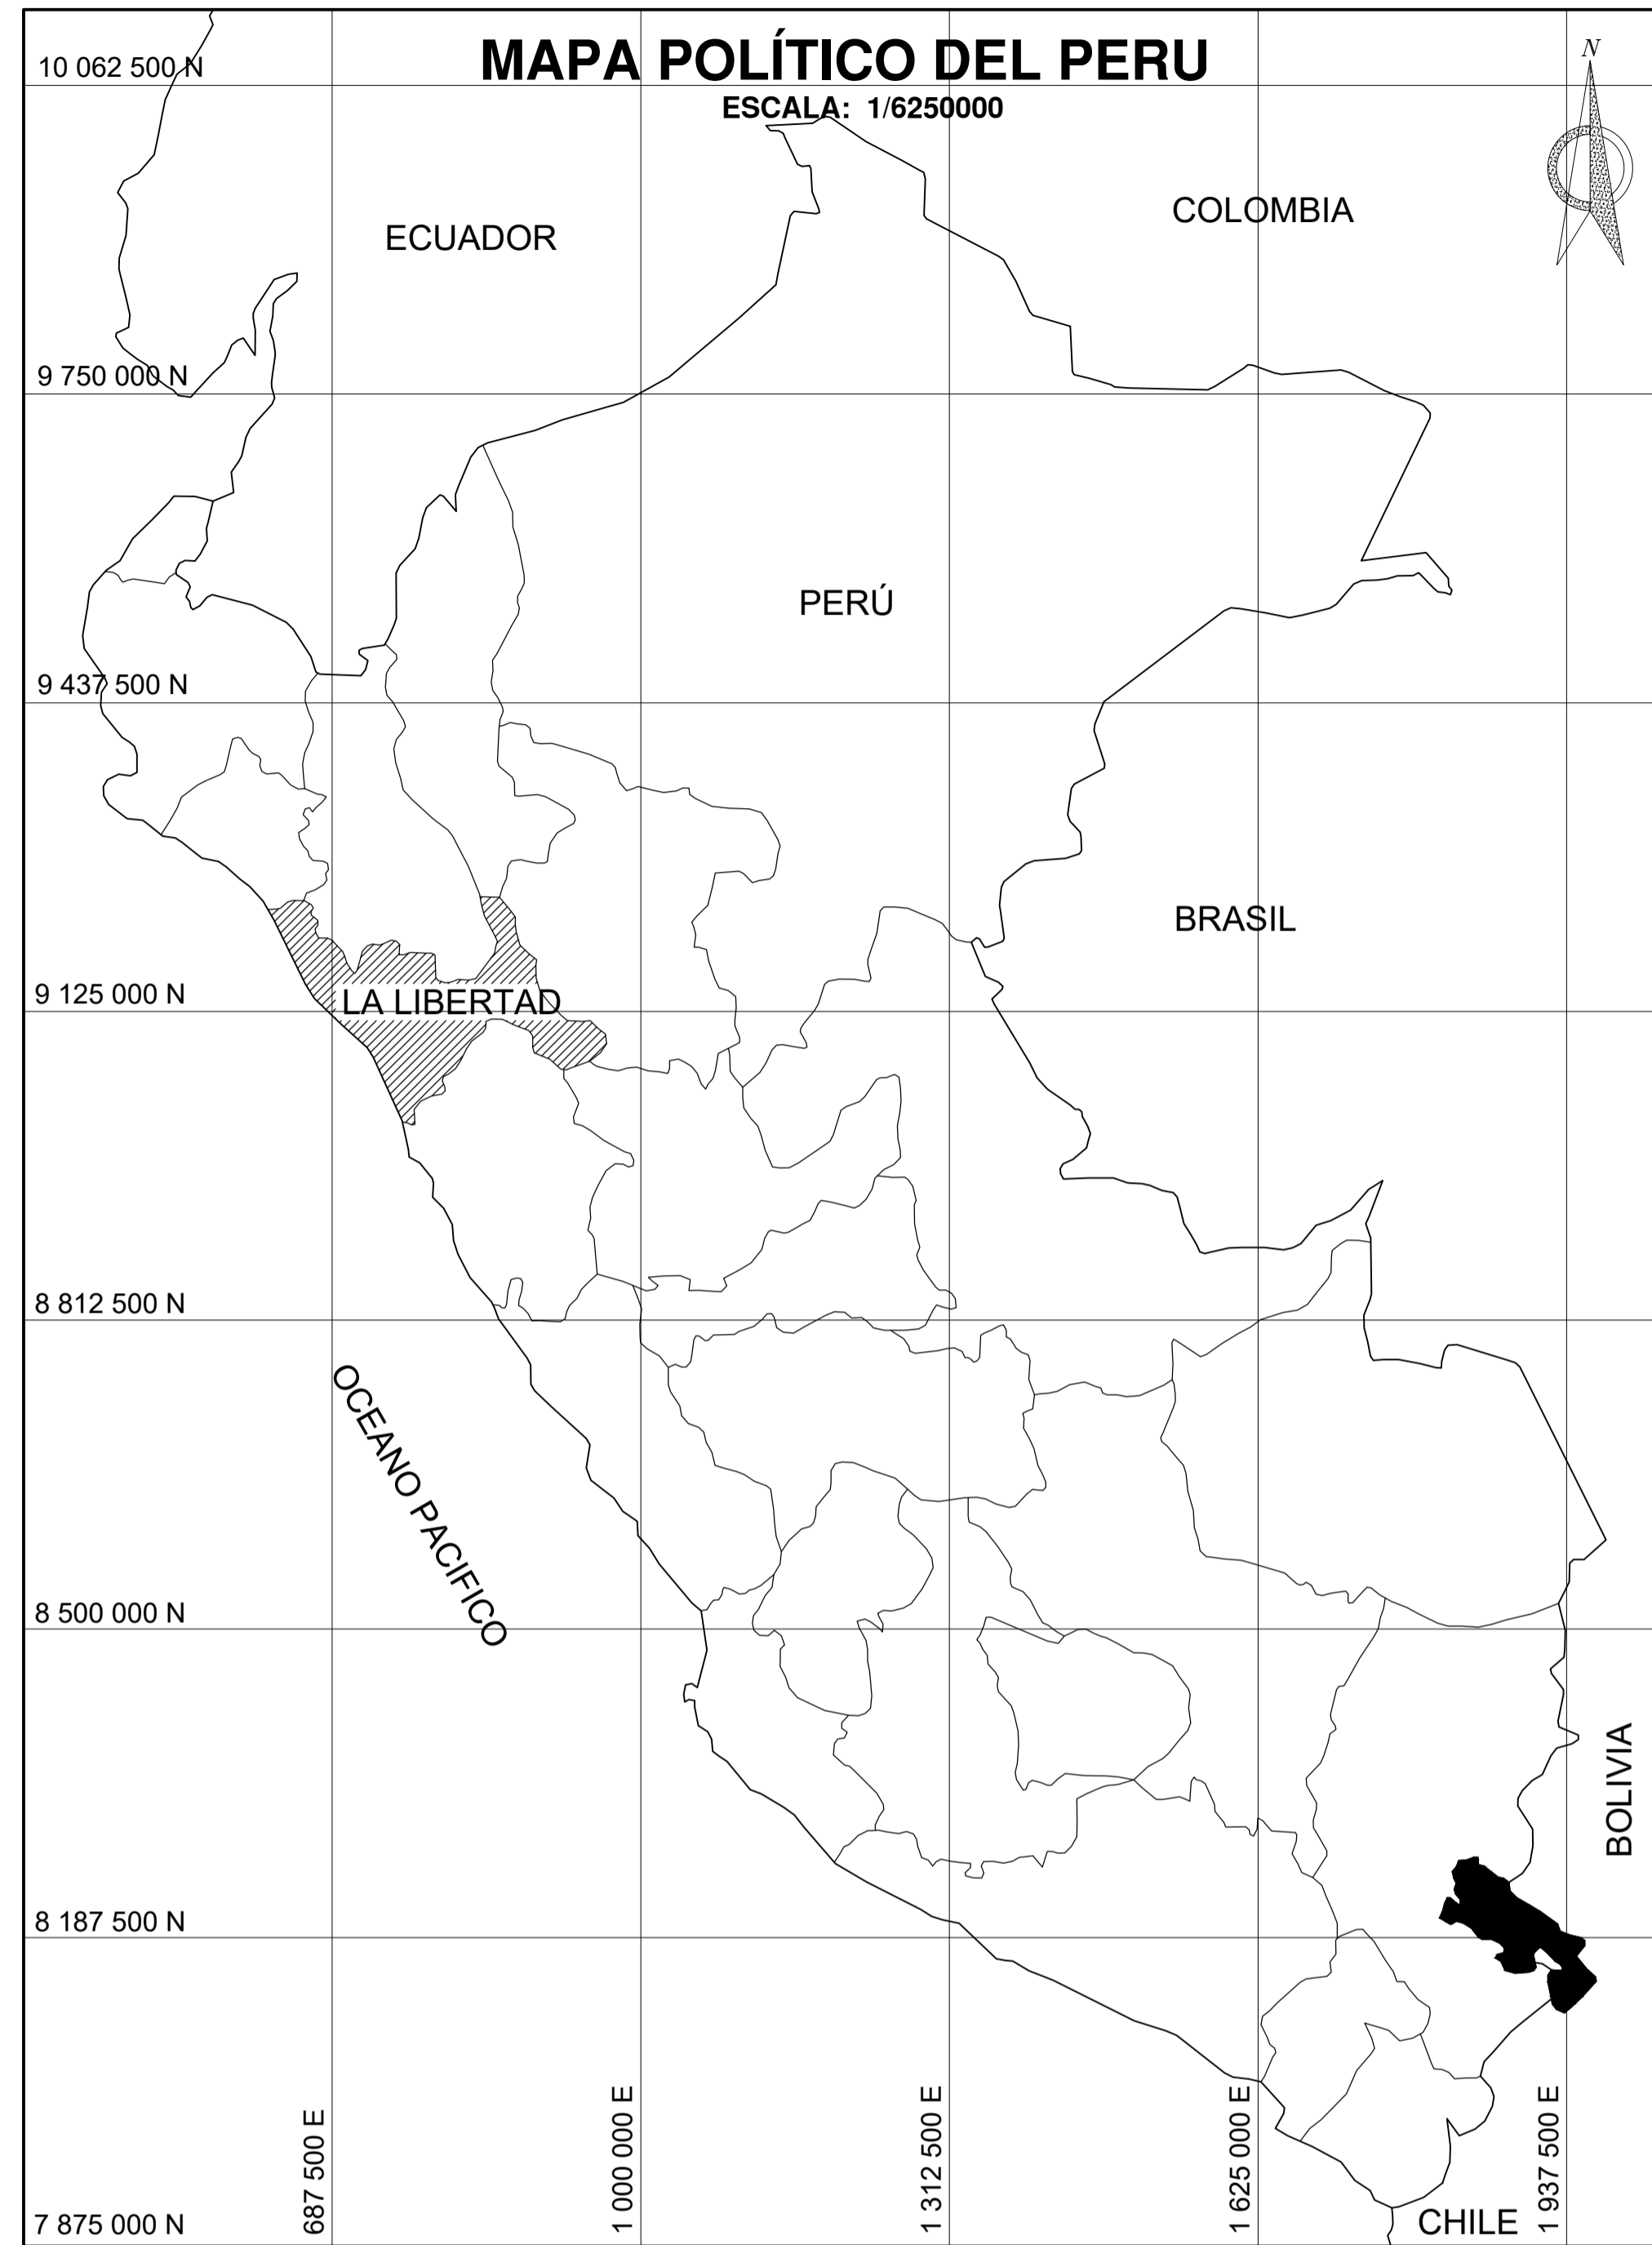 MAPA POLÍTICO DEL PERU
ESCALA: 1/6250000
N
10 062 500 N
ECUADOR
COLOMBIA
9 750 000 N
PERÚ
9 437 500 N
BRASIL
9 125 000 N
LA LIBERTAD
8 812 500 N
OCEANO PACIFICO
8 500 000 N
BOLIVIA
8 187 500 N
687 500 E
1 000 000 E
1 312 500 E
1 625 000 E
1 937 500 E
7 875 000 N
CHILE